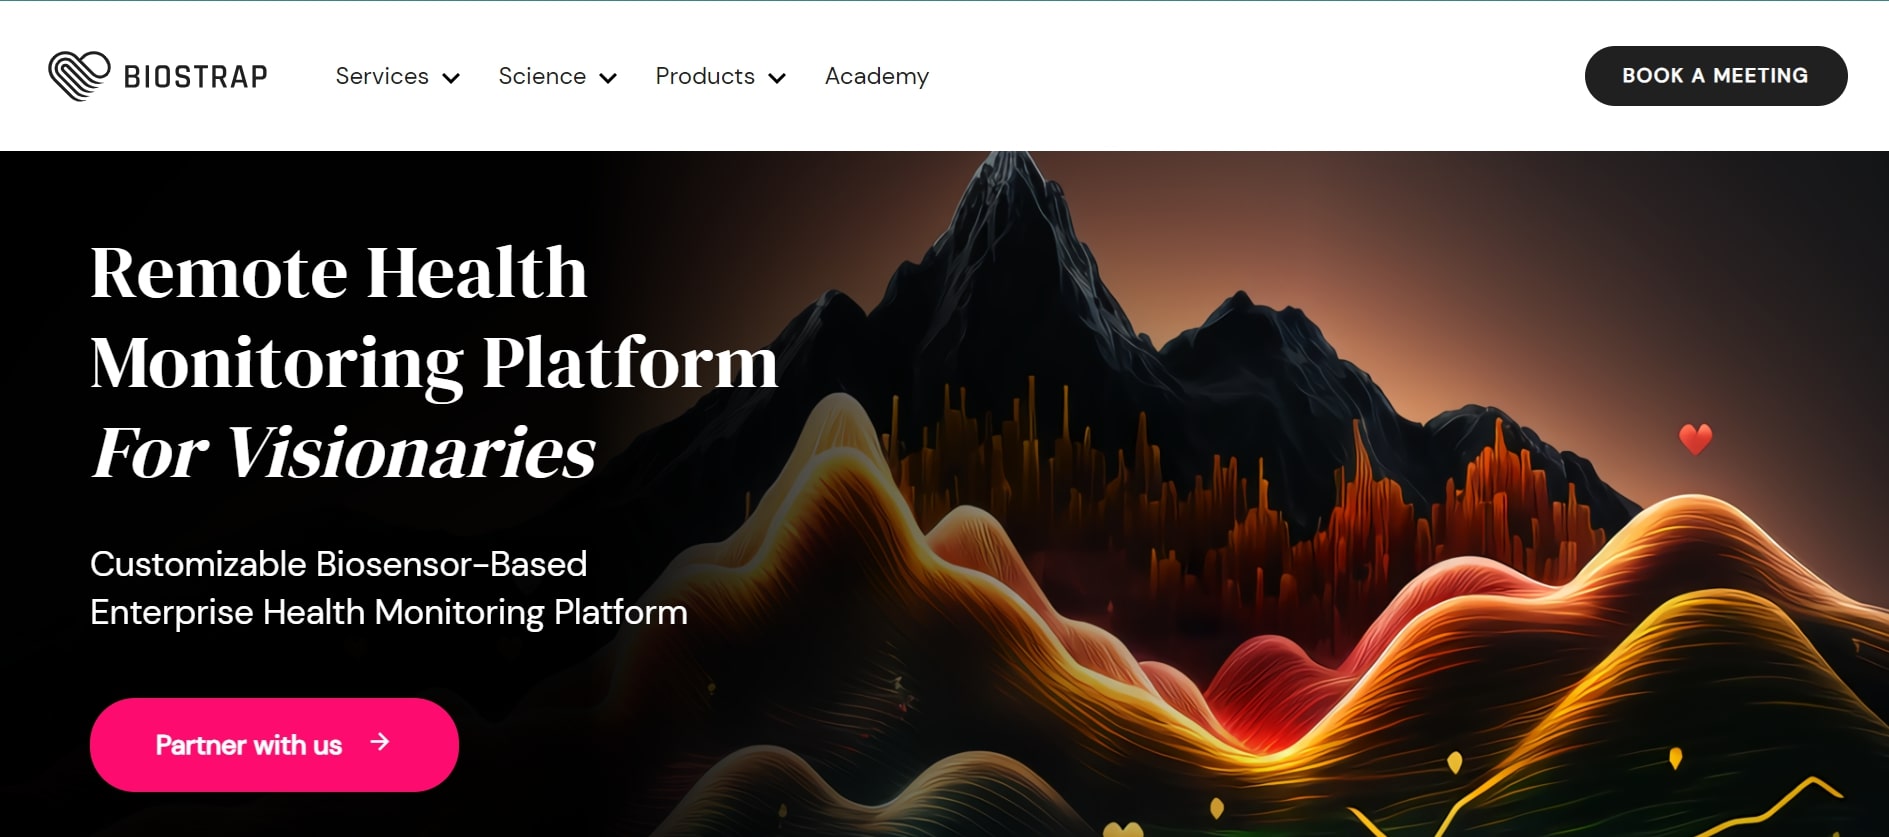 BIOSTRAP
Services
Science
Products
Academy
BOOK A MEETING
Remote Health
Monitoring Platform
For Visionaries
Customizable Biosensor-Based
Enterprise Health Monitoring Platform
Partner with us